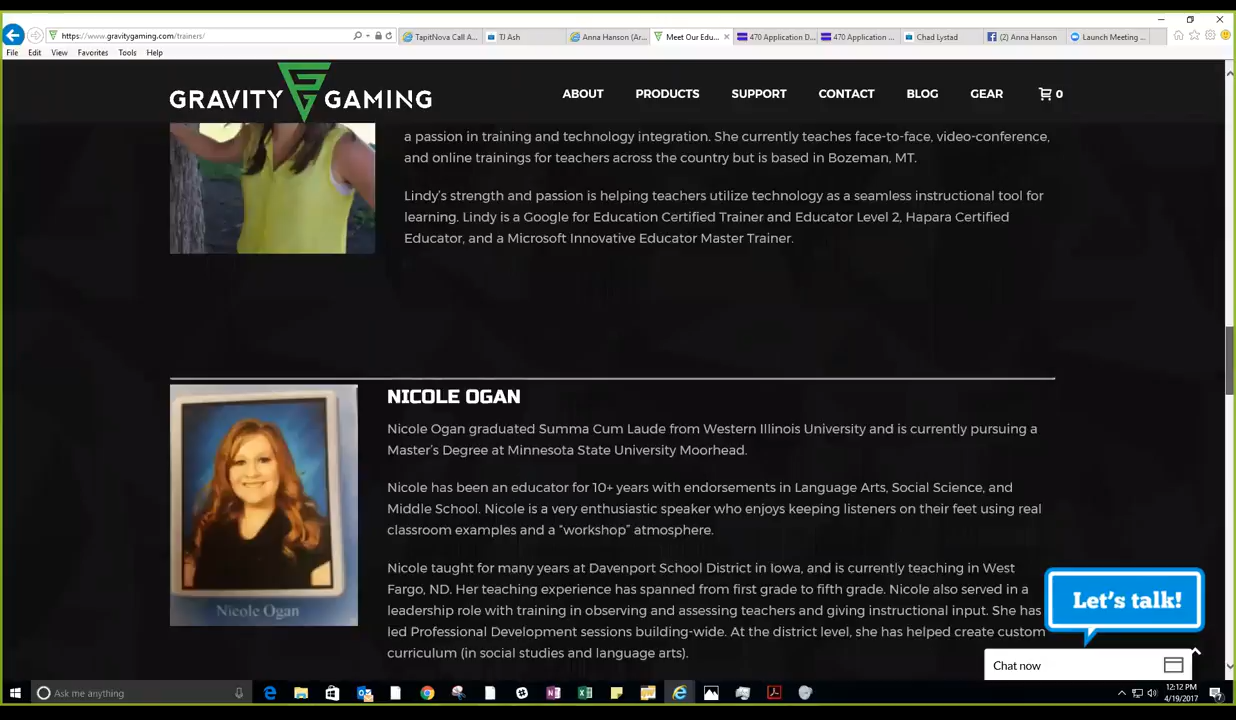 https://www.gravitygaming.com/trainers/
TapitNova Call A...
TJ Ash
Anna Hanson (Ar...
Meet Our Edu...
470 Application D...
470 Application ...
Chad Lystad
(2) Anna Hanson
Launch Meeting ...
File Edit View Favorites Tools Help
GRAVITY GAMING
ABOUT PRODUCTS SUPPORT CONTACT BLOG GEAR 0
a passion in training and technology integration. She currently teaches face-to-face, video-conference,
and online trainings for teachers across the country but is based in Bozeman, MT.
Lindy's strength and passion is helping teachers utilize technology as a seamless instructional tool for
learning. Lindy is a Google for Education Certified Trainer and Educator Level 2, Hapara Certified
Educator, and a Microsoft Innovative Educator Master Trainer.
NICOLE OGAN
Nicole Ogan graduated Summa Cum Laude from Western Illinois University and is currently pursuing a
Master's Degree at Minnesota State University Moorhead.
Nicole has been an educator for 10+ years with endorsements in Language Arts, Social Science, and
Middle School. Nicole is a very enthusiastic speaker who enjoys keeping listeners on their feet using real
classroom examples and a "workshop" atmosphere.
Nicole taught for many years at Davenport School District in Iowa, and is currently teaching in West
Fargo, ND. Her teaching experience has spanned from first grade to fifth grade. Nicole also served in a
leadership role with training in observing and assessing teachers and giving instructional input. She has
led Professional Development sessions building-wide. At the district level, she has helped create custom
curriculum (in social studies and language arts).
Nicole Ogan
Let's talk!
Chat now
Ask me anything
12:12 PM
4/19/2017